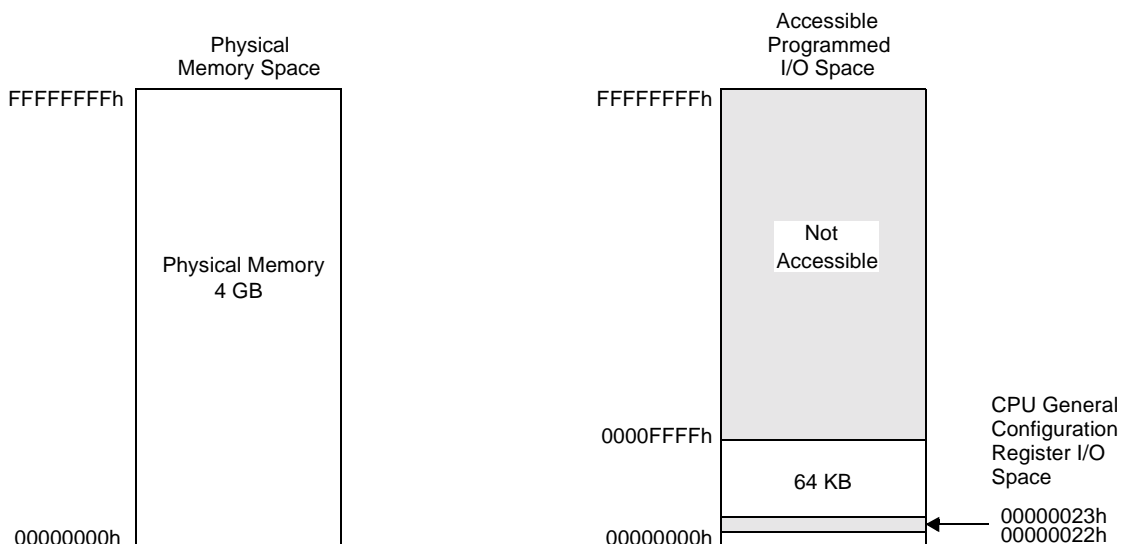 Physical
Memory Space
FFFFFFFFh
Physical Memory
4 GB
00000000h
Accessible
Programmed
I/O Space
FFFFFFFFh
Not
Accessible
0000FFFFh
64 KB
00000000h
CPU General
Configuration
Register I/O
Space
00000023h
00000022h